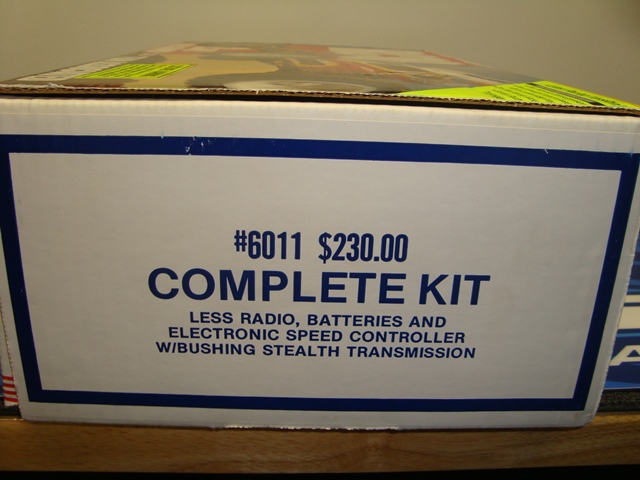 #6011 $230.00
COMPLETE KIT
LESS RADIO, BATTERIES AND
ELECTRONIC SPEED CONTROLLER
W/BUSHING STEALTH TRANSMISSION